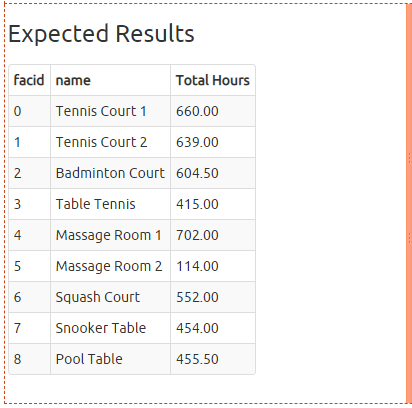 Expected Results
facid name Total Hours
0 Tennis Court 1 660.00
1 Tennis Court 2 639.00
2 Badminton Court 604.50
3 Table Tennis 415.00
4 Massage Room 1 702.00
5 Massage Room 2 114.00
6 Squash Court 552.00
7 Snooker Table 454.00
8 Pool Table 455.50